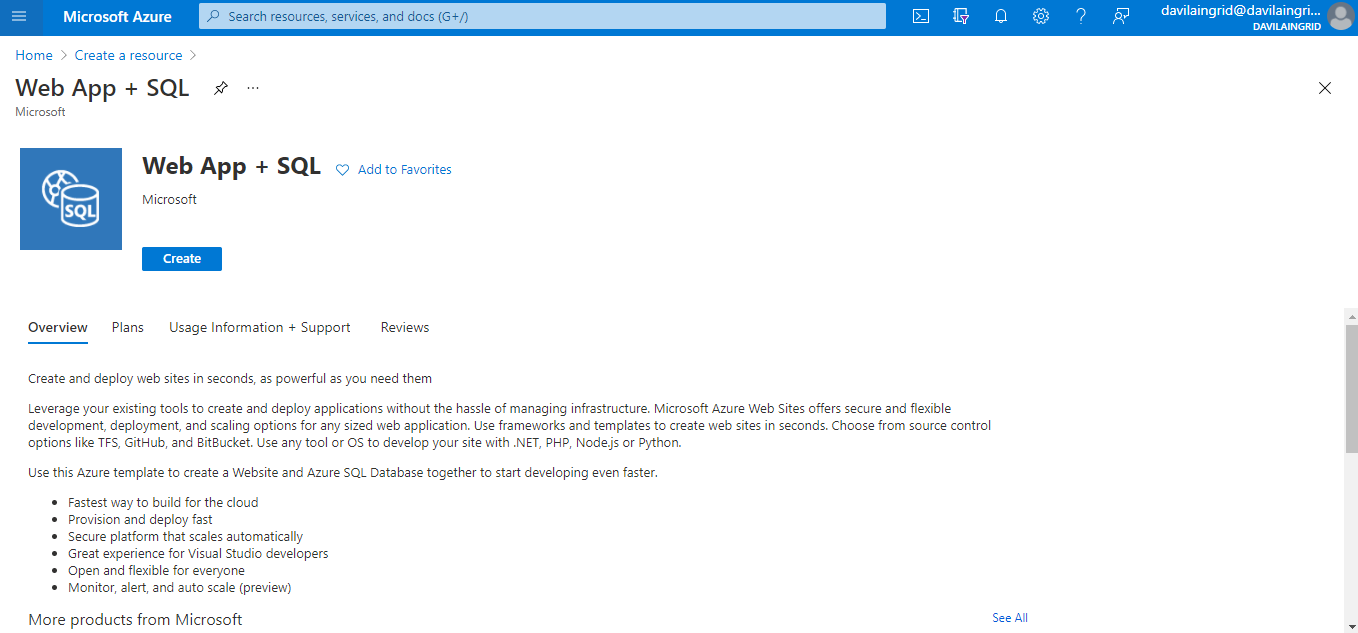 Microsoft Azure
Search resources, services, and docs (G+/)
davilaingrid@davilaingri...
DAVILAINGRID
Home > Create a resource >
Web App + SQL ...
Microsoft
SQL
Web App + SQL Add to Favorites
Microsoft
Create
Overview Plans Usage Information + Support Reviews
Create and deploy web sites in seconds, as powerful as you need them
Leverage your existing tools to create and deploy applications without the hassle of managing infrastructure. Microsoft Azure Web Sites offers secure and flexible
development, deployment, and scaling options for any sized web application. Use frameworks and templates to create web sites in seconds. Choose from source control
options like TFS, GitHub, and BitBucket. Use any tool or OS to develop your site with .NET, PHP, Node.js or Python.
Use this Azure template to create a Website and Azure SQL Database together to start developing even faster.
• Fastest way to build for the cloud
• Provision and deploy fast
• Secure platform that scales automatically
• Great experience for Visual Studio developers
• Open and flexible for everyone
• Monitor, alert, and auto scale (preview)
More products from Microsoft See All